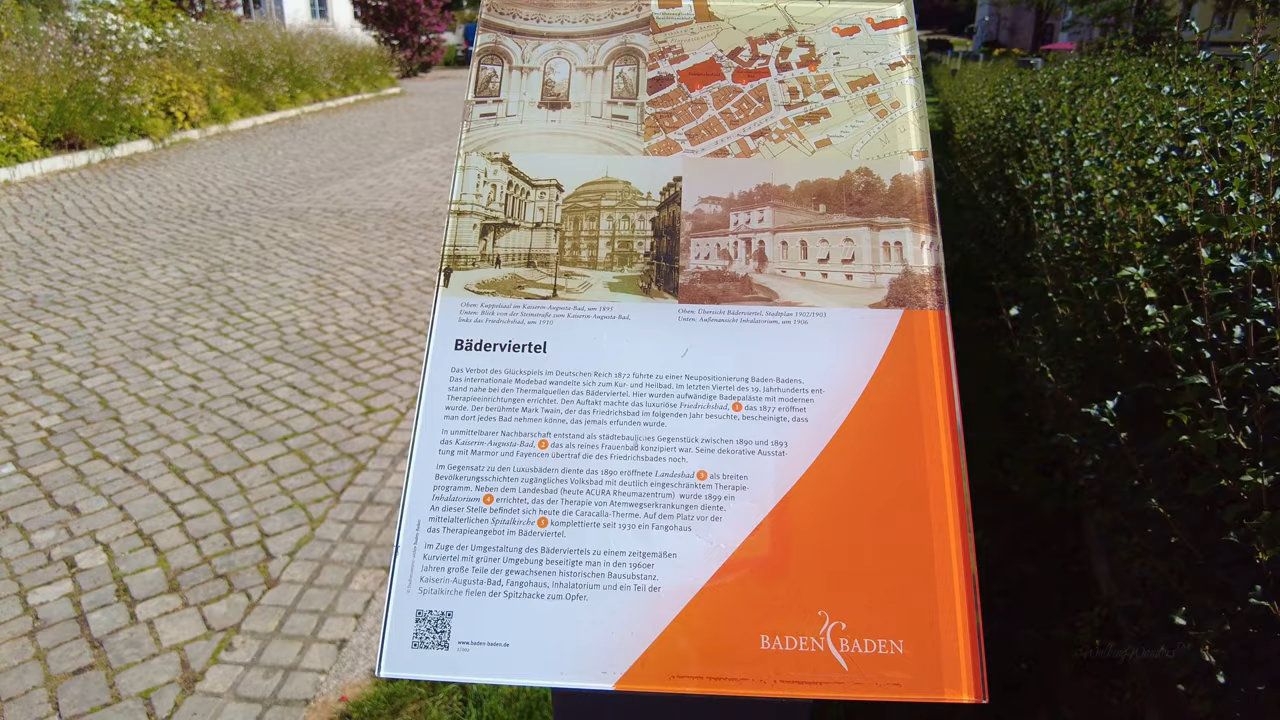 Oben: Kuppelsaal im Kaiserin-Augusta-Bad, um 1895
Unten: Blick von der Steinstraße zum Kaiserin-Augusta-Bad,
links das Friedrichsbad, um 1910
Oben: Übersicht Bäderviertel, Stadtplan 1902/1903
Unten: Außenansicht Inhalatorium, um 1906
Bäderviertel
Das Verbot des Glückspiels im Deutschen Reich 1872 führte zu einer Neupositionierung Baden-Badens.
Das internationale Modebad wandelte sich zum Kur- und Heilbad. Im letzten Viertel des 19. Jahrhunderts ent-
stand nahe bei den Thermalquellen das Bäderviertel. Hier wurden aufwändige Badepaläste mit modernen
Therapieeinrichtungen errichtet. Den Auftakt machte das luxuriöse Friedrichsbad, 1 das 1877 eröffnet
wurde. Der berühmte Mark Twain, der das Friedrichsbad im folgenden Jahr besuchte, bescheinigte, dass
man dort jedes Bad nehmen könne, das jemals erfunden wurde.
In unmittelbarer Nachbarschaft entstand als städtebauliches Gegenstück zwischen 1890 und 1893
das Kaiserin-Augusta-Bad, 2 das als reines Frauenbad konzipiert war. Seine dekorative Ausstat-
tung mit Marmor und Fayencen übertraf die des Friedrichsbades noch.
Im Gegensatz zu den Luxusbädern diente das 1890 eröffnete Landesbad 3 als breiten
Bevölkerungsschichten zugängliches Volksbad mit deutlich eingeschränktem Therapie-
programm. Neben dem Landesbad (heute ACURA Rheumazentrum) wurde 1899 ein
Inhalatorium 4 errichtet, das der Therapie von Atemwegserkrankungen diente.
An dieser Stelle befindet sich heute die Caracalla-Therme. Auf dem Platz vor der
mittelalterlichen Spitalkirche 5 komplettierte seit 1930 ein Fangohaus
das Therapieangebot im Bäderviertel.
Im Zuge der Umgestaltung des Bäderviertels zu einem zeitgemäßen
Kurviertel mit grüner Umgebung beseitigte man in den 1960er
Jahren große Teile der gewachsenen historischen Bausubstanz.
Kaiserin-Augusta-Bad, Fangohaus, Inhalatorium und ein Teil der
Spitalkirche fielen der Spitzhacke zum Opfer.
www.baden-baden.de
BADEN BADEN
©WalkingWonders™